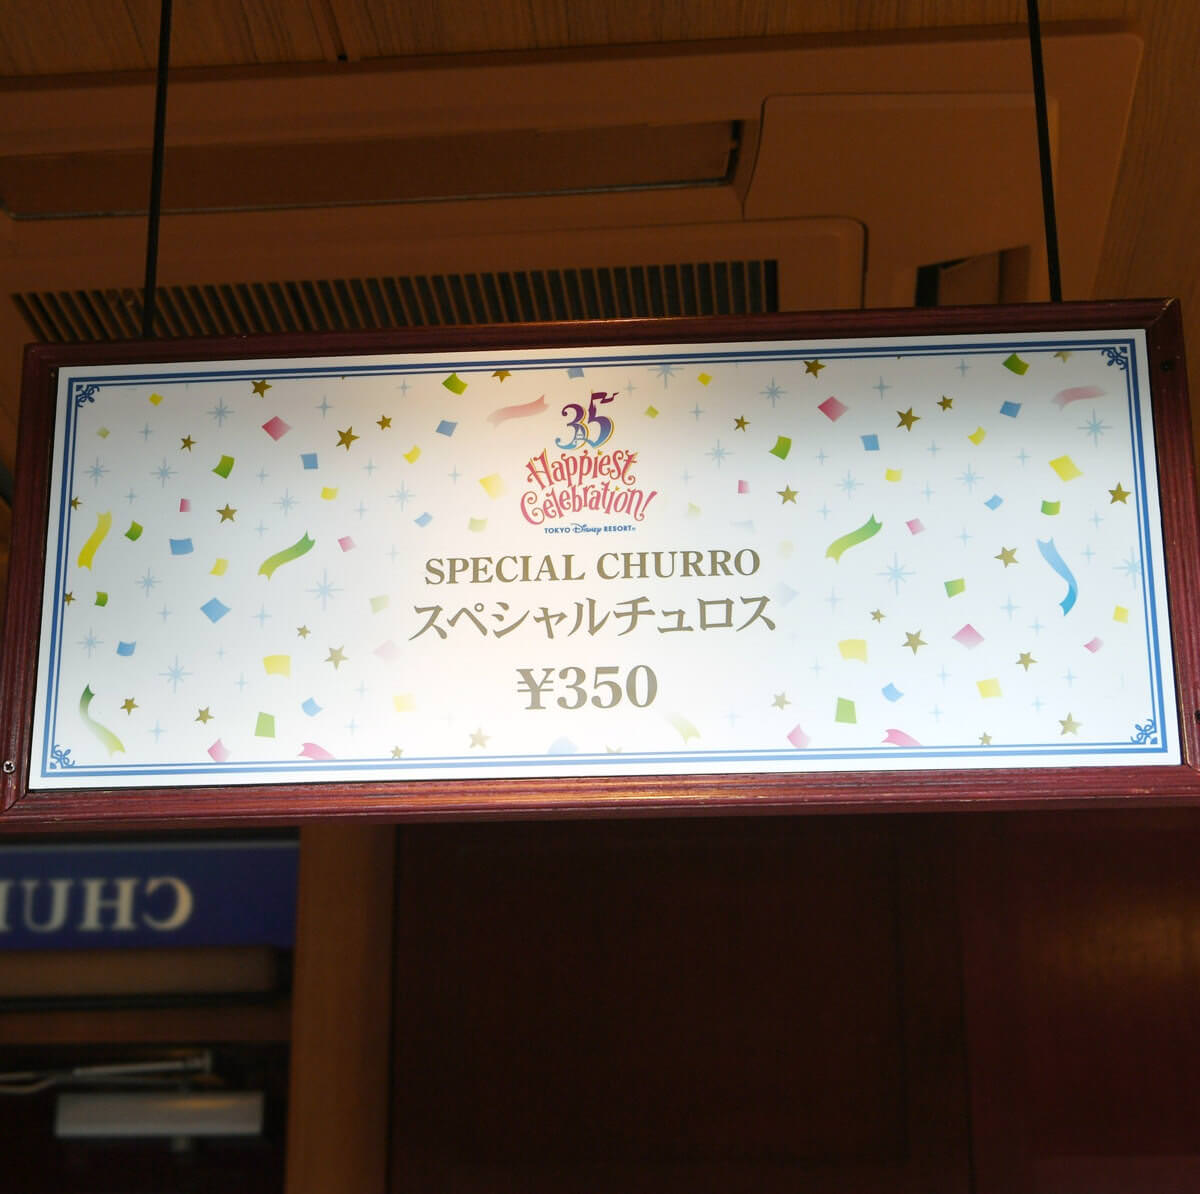 35
Happiest
Celebration!
TOKYO Disney RESORT
SPECIAL CHURRO
スペシャルチュロス
¥350